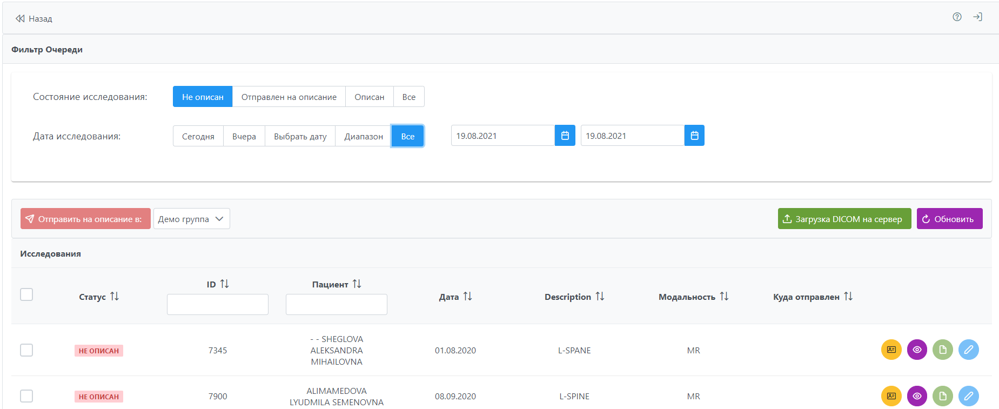 Назад
Фильтр Очереди
Состояние исследования:
Не описан
Отправлен на описание
Описан
Все
Дата исследования:
Сегодня
Вчера
Выбрать дату
Диапазон
Все
19.08.2021
19.08.2021
Отправить на описание в:
Демо группа
Загрузка DICOM на сервер
Обновить
Исследования
Статус
ID
Пациент
Дата
Description
Модальность
Куда отправлен
НЕ ОПИСАН
7345
- - SHEGLOVA
ALEKSANDRA
MIHAILOVNA
01.08.2020
L-SPANE
MR
НЕ ОПИСАН
7900
ALIMAMEDOVA
LYUDMILA SEMENOVNA
08.09.2020
L-SPINE
MR